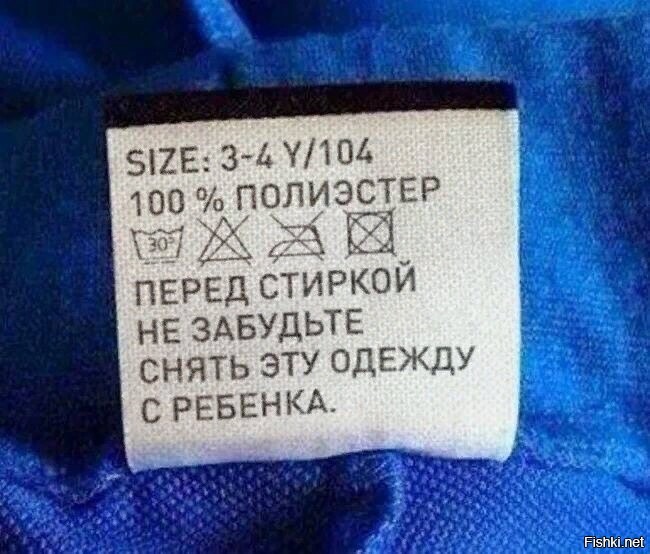 SIZE: 3-4 Y/104
100 % ПОЛИЭСТЕР
30°
ПЕРЕД СТИРКОЙ
НЕ ЗАБУДЬТЕ
СНЯТЬ ЭТУ ОДЕЖДУ
С РЕБЕНКА.
Fishki.net